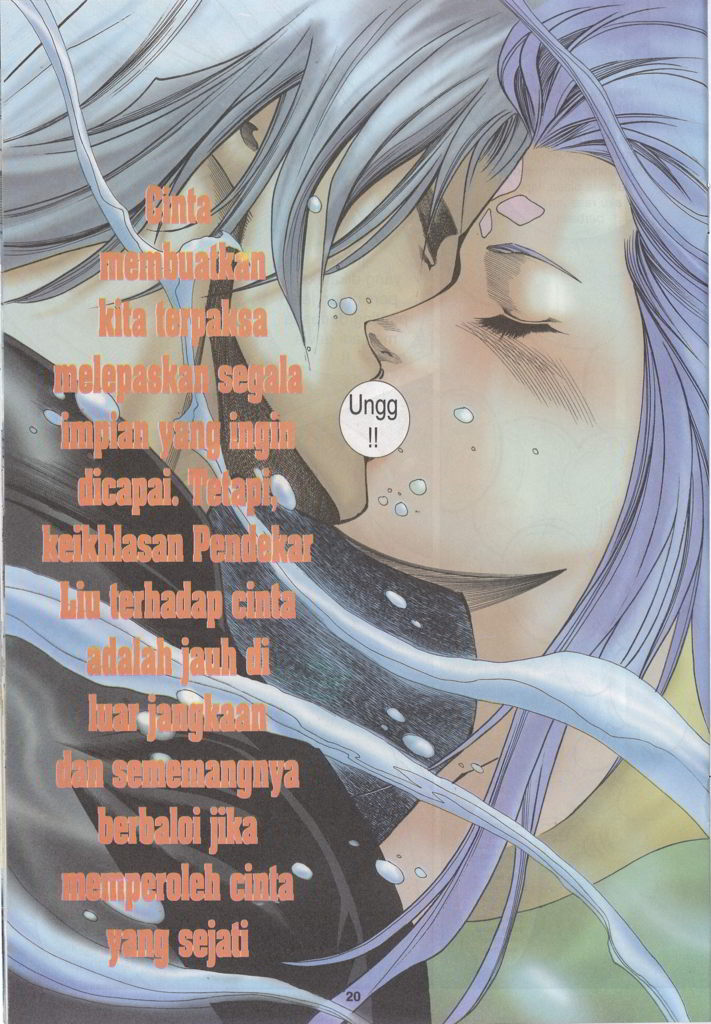 Cinta
membuatkan
kita terpaksa
melepaskan segala
impian yang ingin
dicapai. Tetapi,
keikhlasan Pendekar
Liu terhadap cinta
adalah jauh di
luar jangkaan
dan sememangnya
berbaloi jika
memperoleh cinta
yang sejati
Ungg
!!
20